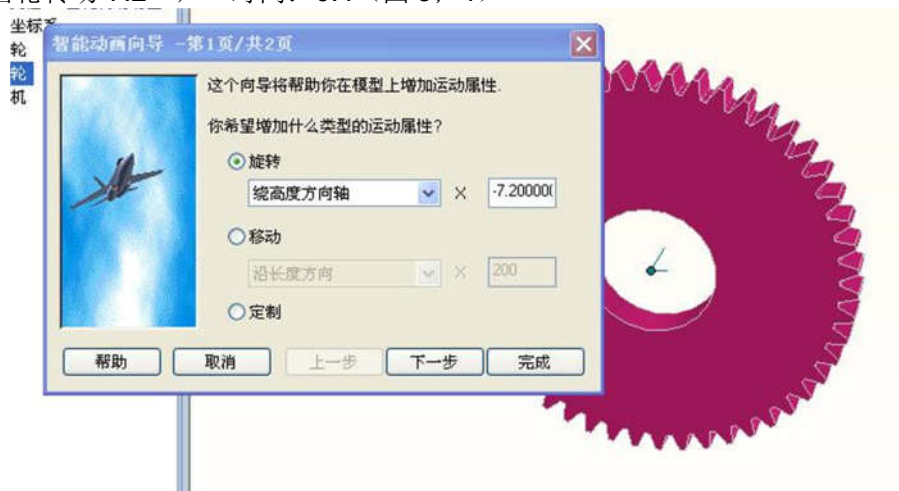 坐标系
轮
轮
机
智能动画向导 -第1页/共2页
这个向导将帮助你在模型上增加运动属性.
你希望增加什么类型的运动属性?
旋转
绕高度方向轴 X -7.20000(
移动
沿长度方向 X 200
定制
帮助 取消 上一步 下一步 完成